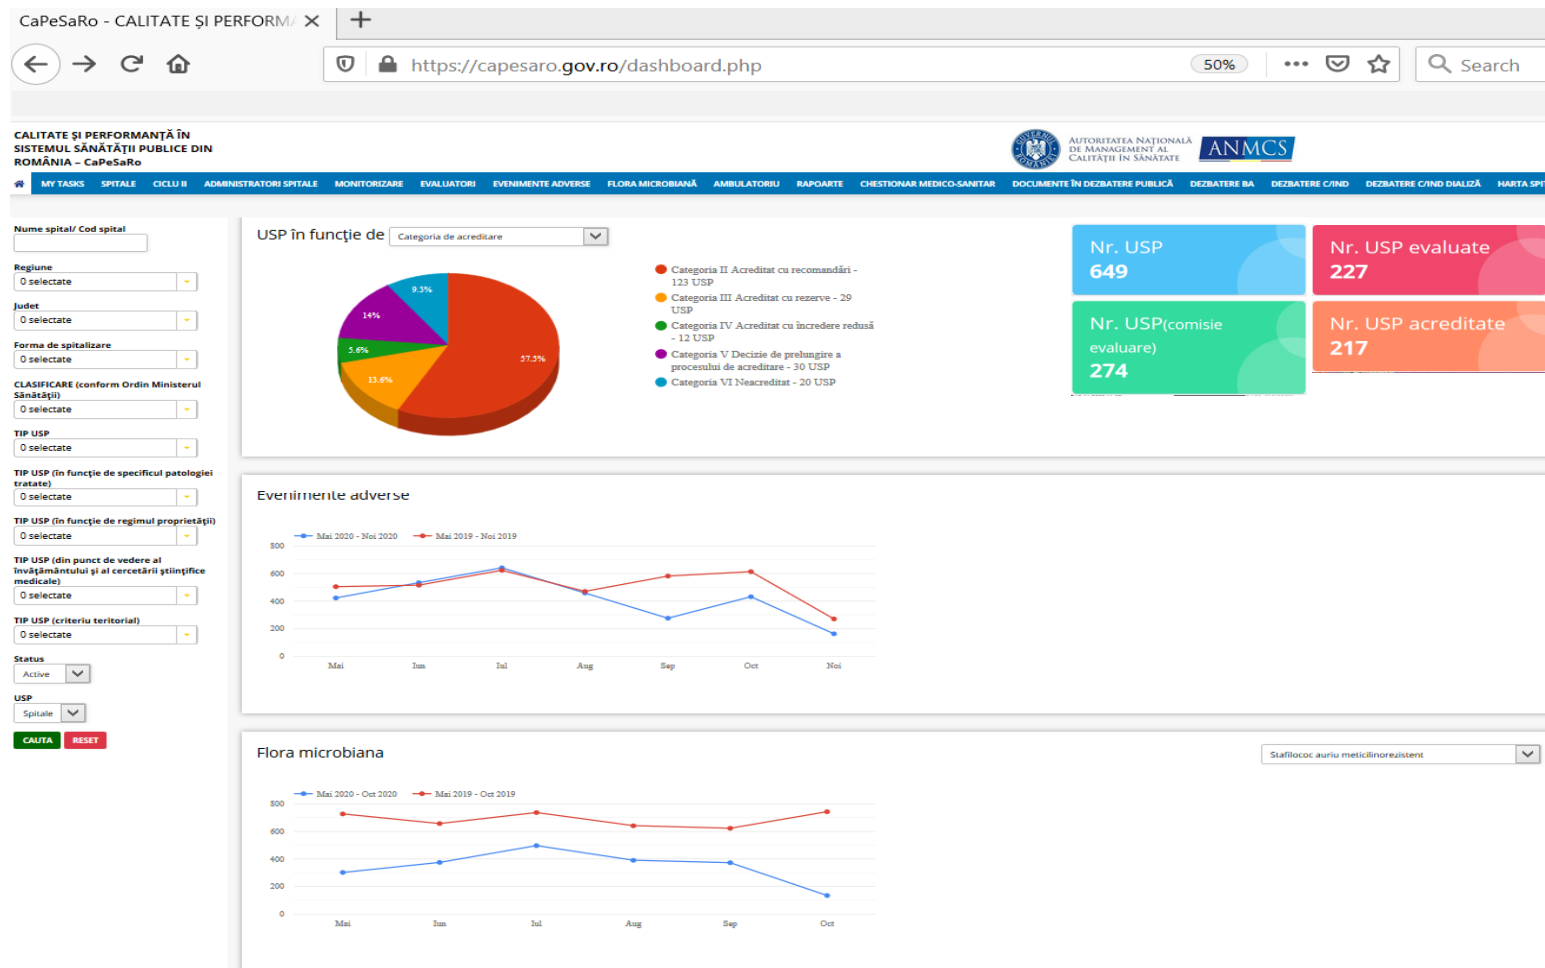 CaPeSaRo - CALITATE ȘI PERFORMA
https://capesaro.gov.ro/dashboard.php
50%
Search
CALITATE ŞI PERFORMANŢĂ ÎN
SISTEMUL SĂNĂTĂŢII PUBLICE DIN
ROMÂNIA – CaPeSaRo
AUTORITATEA NAȚIONALĂ
DE MANAGEMENT AL
CALITĂȚII ÎN SĂNĂTATE
ANMCS
MY TASKS SPITALE CICLU II ADMINISTRATORI SPITALE MONITORIZARE EVALUATORI EVENIMENTE ADVERSE FLORA MICROBIANĂ AMBULATORIU RAPOARTE CHESTIONAR MEDICO-SANITAR DOCUMENTE ÎN DEZBATERE PUBLICĂ DEZBATERE BA DEZBATERE C/IND DEZBATERE C/IND DIALIZĂ HARTA SPIT
Nume spital/ Cod spital
Regiune
0 selectate
Judet
0 selectate
Forma de spitalizare
0 selectate
CLASIFICARE (conform Ordin Ministerul
Sănătăţii)
0 selectate
TIP USP
0 selectate
TIP USP (în funcţie de specificul patologiei
tratate)
0 selectate
TIP USP (în funcţie de regimul proprietăţii)
0 selectate
TIP USP (din punct de vedere al
învăţământului şi al cercetării ştiinţifice
medicale)
0 selectate
TIP USP (criteriu teritorial)
0 selectate
Status
Active
USP
Spitale
CAUTA RESET
USP în funcţie de Categoria de acreditare
9.3%
14%
5.6%
13.6%
57.5%
Categoria II Acreditat cu recomandări -
123 USP
Categoria III Acreditat cu rezerve - 29
USP
Categoria IV Acreditat cu încredere redusă
- 12 USP
Categoria V Decizie de prelungire a
procesului de acreditare - 30 USP
Categoria VI Neacreditat - 20 USP
Nr. USP
649
Nr. USP evaluate
227
Nr. USP(comisie
evaluare)
274
Nr. USP acreditate
217
Evenimente adverse
Mai 2020 - Noi 2020 Mai 2019 - Noi 2019
800
600
400
200
0
Mai Iun Iul Aug Sep Oct Noi
Flora microbiana
Stafilococ auriu meticilinorezistent
Mai 2020 - Oct 2020 Mai 2019 - Oct 2019
800
600
400
200
0
Mai Iun Iul Aug Sep Oct